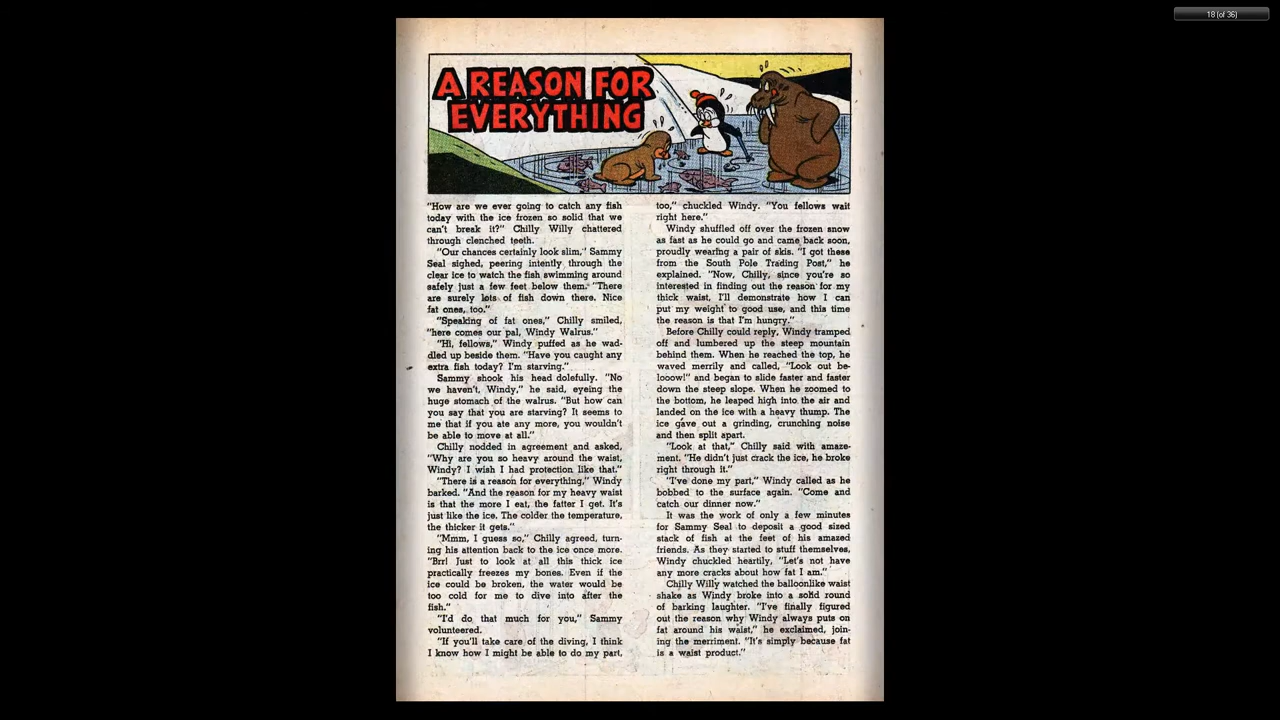 18 (of 36)
A REASON FOR
EVERYTHING
"How are we ever going to catch any fish
today with the ice frozen so solid that we
can't break it?" Chilly Willy chattered
through clenched teeth.
"Our chances certainly look slim,' Sammy
Seal sighed, peering intently through the
clear ice to watch the fish swimming around
safely just a few feet below them. "There
are surely lots of fish down there. Nice
fat ones, too."
"Speaking of fat ones," Chilly smiled,
"here comes our pal, Windy Walrus."
"Hi, fellows," Windy puffed as he wad-
dled up beside them. "Have you caught any
extra fish today? I'm starving."
Sammy shook his head dolefully. "No
we haven't, Windy," he said, eyeing the
huge stomach of the walrus. "But how can
you say that you are starving? It seems to
me that if you ate any more, you wouldn't
be able to move at all."
Chilly nodded in agreement and asked,
"Why are you so heavy around the waist,
Windy? I wish I had protection like that."
"There is a reason for everything," Windy
barked. "And the reason for my heavy waist
is that the more I eat, the fatter I get. It's
just like the ice. The colder the temperature,
the thicker it gets."
"Mmm, I guess so," Chilly agreed, turn-
ing his attention back to the ice once more.
"Brr! Just to look at all this thick ice
practically freezes my bones. Even if the
ice could be broken, the water would be
too cold for me to dive into after the
fish."
"I'd do that much for you," Sammy
volunteered.
"If you'll take care of the diving, I think
I know how I might be able to do my part,
too," chuckled Windy. "You fellows wait
right here."
Windy shuffled off over the frozen snow
as fast as he could go and came back soon,
proudly wearing a pair of skis. "I got these
from the South Pole Trading Post," he
explained. "Now, Chilly, since you're so
interested in finding out the reason for my
thick waist, I'll demonstrate how I can
put my weight to good use, and this time
the reason is that I'm hungry."
Before Chilly could reply, Windy tramped
off and lumbered up the steep mountain
behind them. When he reached the top, he
waved merrily and called, "Look out be-
looow!" and began to slide faster and faster
down the steep slope. When he zoomed to
the bottom, he leaped high into the air and
landed on the ice with a heavy thump. The
ice gave out a grinding, crunching noise
and then split apart.
"Look at that," Chilly said with amaze-
ment. "He didn't just crack the ice, he broke
right through it."
"I've done my part," Windy called as he
bobbed to the surface again. "Come and
catch our dinner now."
It was the work of only a few minutes
for Sammy Seal to deposit a good sized
stack of fish at the feet of his amazed
friends. As they started to stuff themselves,
Windy chuckled heartily, "Let's not have
any more cracks about how fat I am."
Chilly Willy watched the balloonlike waist
shake as Windy broke into a solid round
of barking laughter. "I've finally figured
out the reason why Windy always puts on
fat around his waist," he exclaimed, join-
ing the merriment. "It's simply because fat
is a waist product."